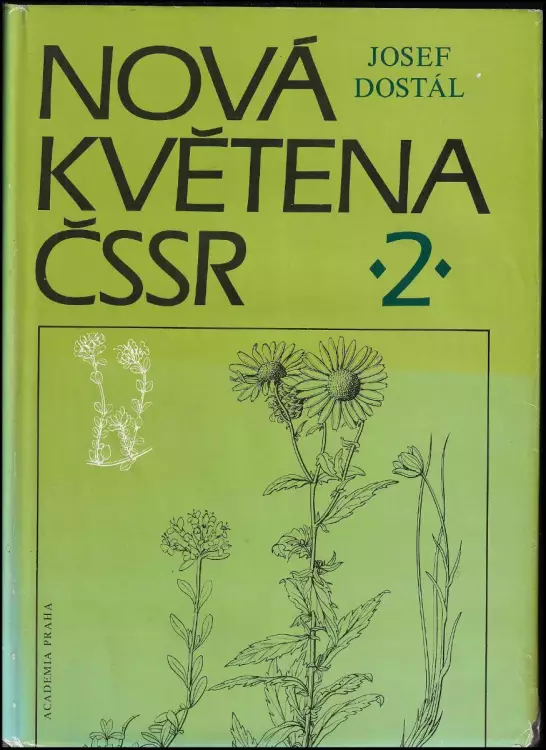 NOVÁ
KVĚTENA
ČSSR
JOSEF
DOSTÁL
·2·
ACADEMIA PRAHA